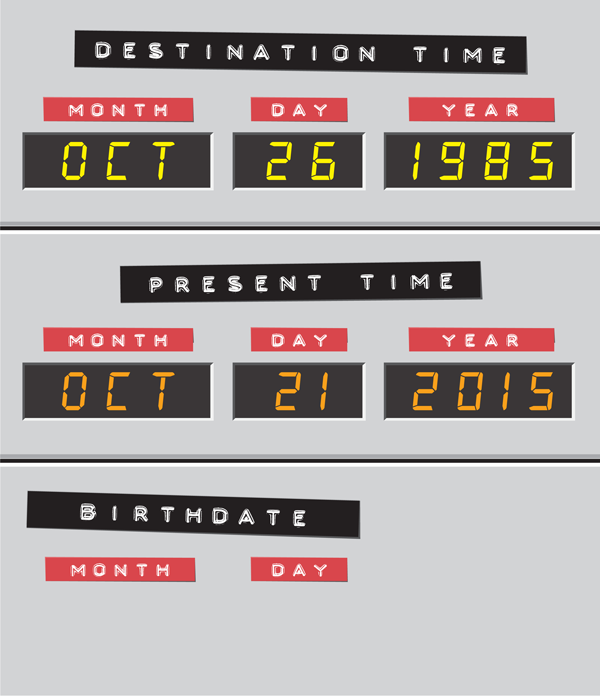 DESTINATION TIME
MONTH DAY YEAR
OCT 26 1985
PRESENT TIME
MONTH DAY YEAR
OCT 21 2015
BIRTHDATE
MONTH DAY